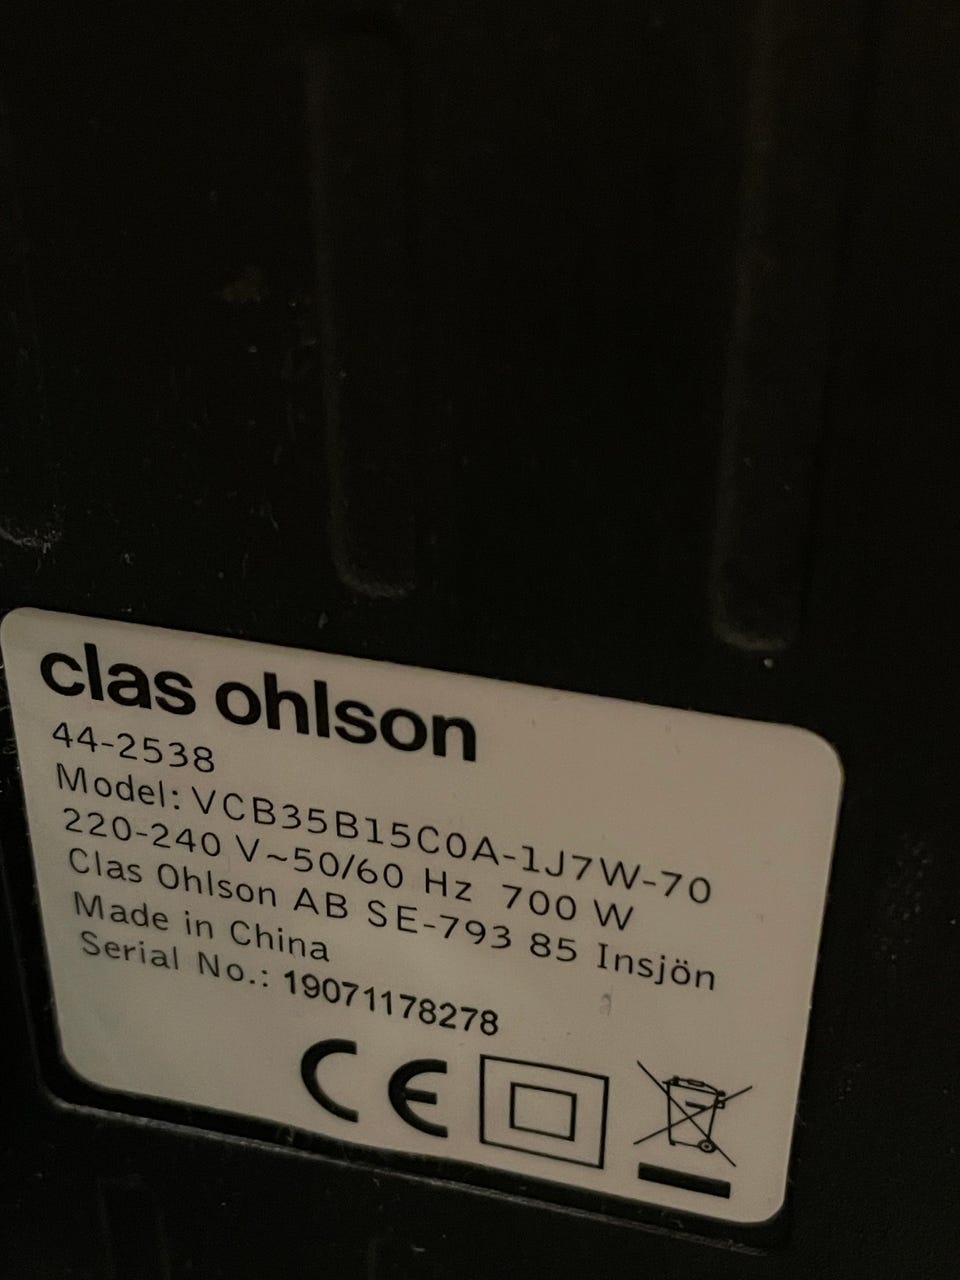 clas ohlson
44-2538
Model: VCB35B15C0A-1J7W-70
220-240 V~50/60 Hz 700 W
Clas Ohlson AB SE-793 85 Insjön
Made in China
Serial No.: 19071178278
CE